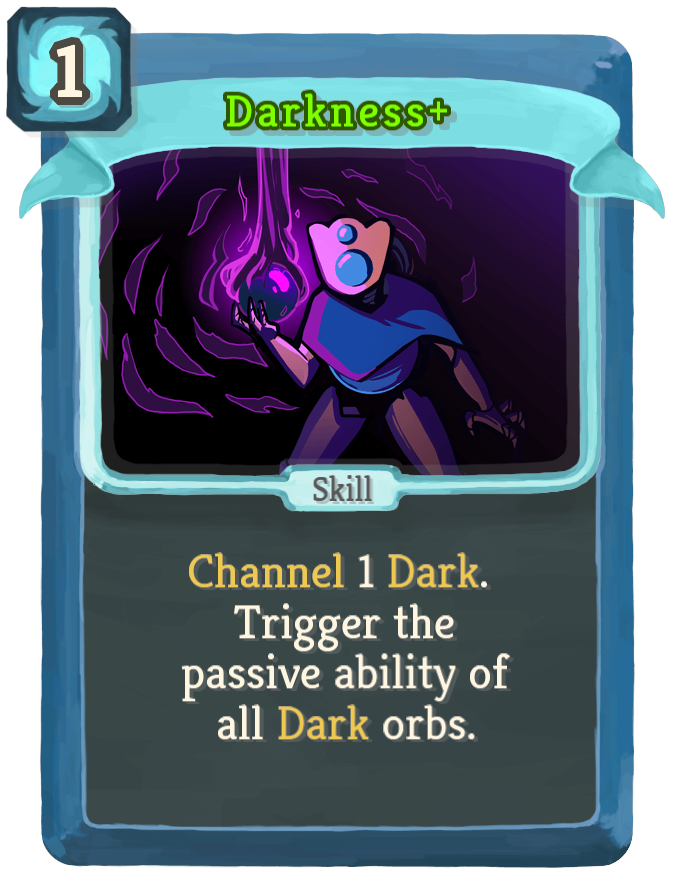 1
Darkness+
Skill
Channel 1 Dark.
Trigger the
passive ability of
all Dark orbs.